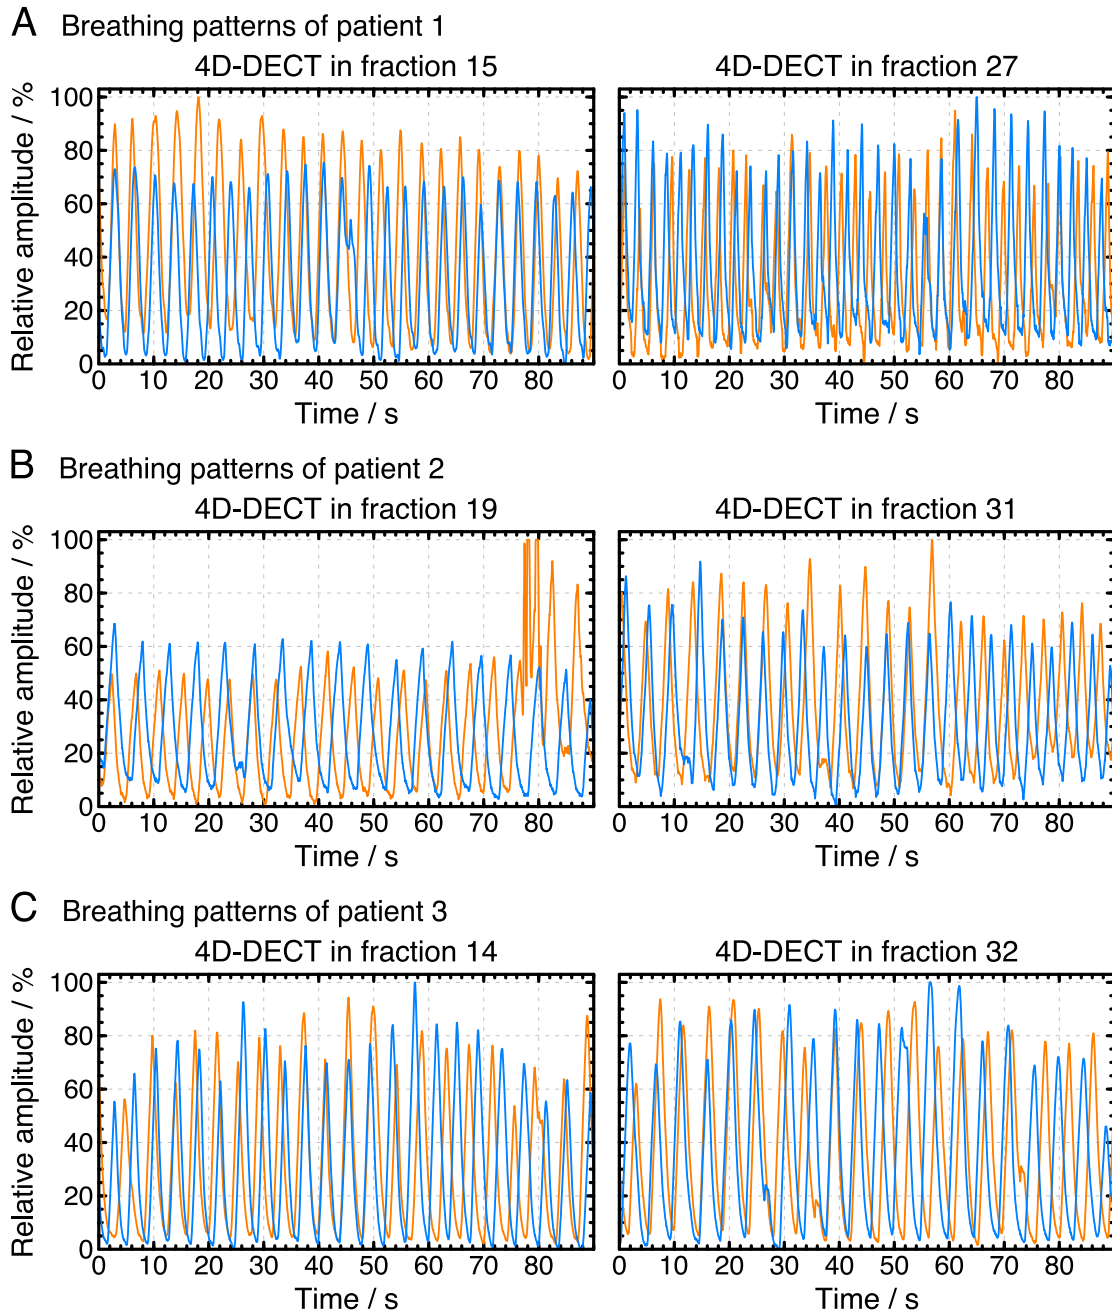 A Breathing patterns of patient 1
4D-DECT in fraction 15
4D-DECT in fraction 27
Relative amplitude / %
100
80
60
40
20
0
0 10 20 30 40 50 60 70 80
0 10 20 30 40 50 60 70 80
Time / s
Time / s
B Breathing patterns of patient 2
4D-DECT in fraction 19
4D-DECT in fraction 31
Relative amplitude / %
100
80
60
40
20
0
0 10 20 30 40 50 60 70 80
0 10 20 30 40 50 60 70 80
Time / s
Time / s
C Breathing patterns of patient 3
4D-DECT in fraction 14
4D-DECT in fraction 32
Relative amplitude / %
100
80
60
40
20
0
0 10 20 30 40 50 60 70 80
0 10 20 30 40 50 60 70 80
Time / s
Time / s